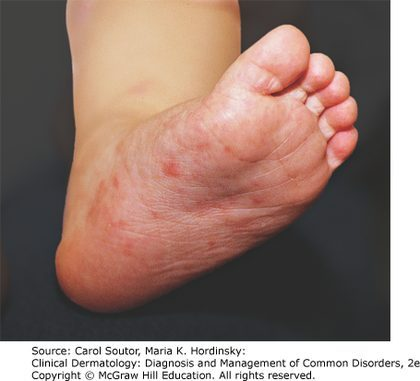 Source: Carol Soutor, Maria K. Hordinsky:
Clinical Dermatology: Diagnosis and Management of Common Disorders, 2e
Copyright © McGraw Hill Education. All rights reserved.